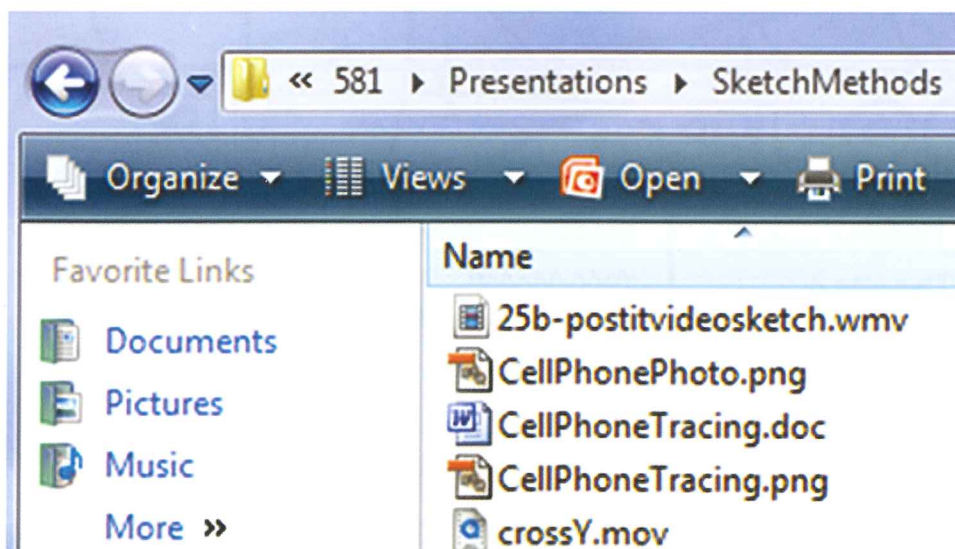 « 581 ▸ Presentations ▸ SketchMethods
Organize Views Open Print
Favorite Links
Documents
Pictures
Music
More »
Name
25b-postitvideosketch.wmv
CellPhonePhoto.png
CellPhoneTracing.doc
CellPhoneTracing.png
crossY.mov